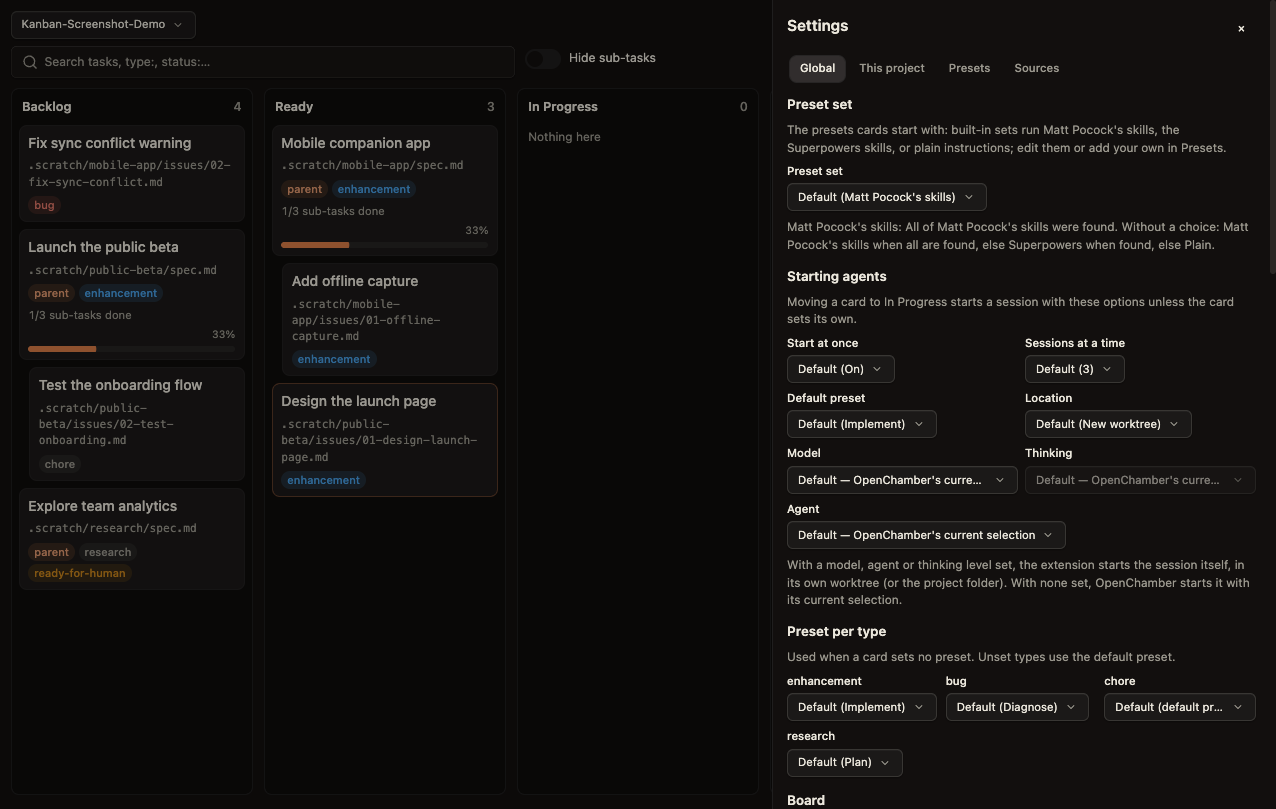 Kanban-Screenshot-Demo
Search tasks, type:, status:...
Hide sub-tasks
Backlog 4
Fix sync conflict warning
.scratch/mobile-app/issues/02-
fix-sync-conflict.md
bug
Launch the public beta
.scratch/public-beta/spec.md
parent enhancement
1/3 sub-tasks done
33%
Test the onboarding flow
.scratch/public-
beta/issues/02-test-
onboarding.md
chore
Explore team analytics
.scratch/research/spec.md
parent research
ready-for-human
Ready 3
Mobile companion app
.scratch/mobile-app/spec.md
parent enhancement
1/3 sub-tasks done
33%
Add offline capture
.scratch/mobile-
app/issues/01-offline-
capture.md
enhancement
Design the launch page
.scratch/public-
beta/issues/01-design-launch-
page.md
enhancement
In Progress 0
Nothing here
Settings ×
Global This project Presets Sources
Preset set
The presets cards start with: built-in sets run Matt Pocock's skills, the
Superpowers skills, or plain instructions; edit them or add your own in Presets.
Preset set
Default (Matt Pocock's skills)
Matt Pocock's skills: All of Matt Pocock's skills were found. Without a choice: Matt
Pocock's skills when all are found, else Superpowers when found, else Plain.
Starting agents
Moving a card to In Progress starts a session with these options unless the card
sets its own.
Start at once Sessions at a time
Default (On) Default (3)
Default preset Location
Default (Implement) Default (New worktree)
Model Thinking
Default — OpenChamber's curre... Default — OpenChamber's curre...
Agent
Default — OpenChamber's current selection
With a model, agent or thinking level set, the extension starts the session itself, in
its own worktree (or the project folder). With none set, OpenChamber starts it with
its current selection.
Preset per type
Used when a card sets no preset. Unset types use the default preset.
enhancement bug chore
Default (Implement) Default (Diagnose) Default (default pr...
research
Default (Plan)
Board